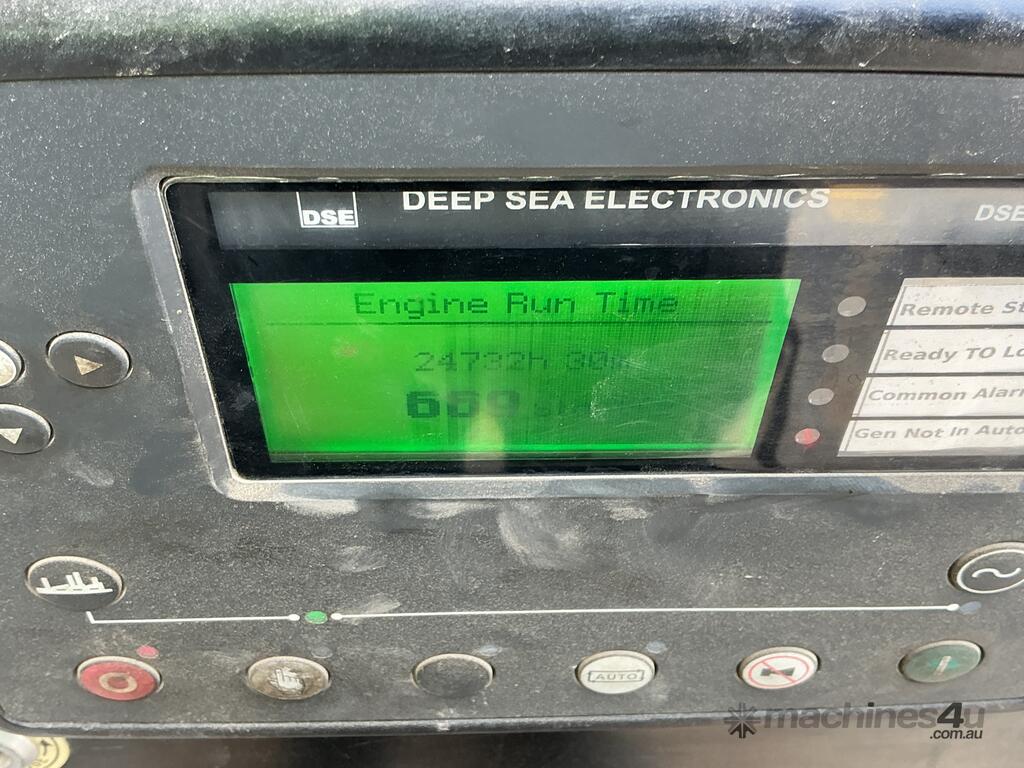 DSE
DEEP SEA ELECTRONICS
DSE
Engine Run Time
24732h 30m
Remote St
Ready TO Lo
Common Alarm
Gen Not In Auto
AUTO
machines4u
.com.au